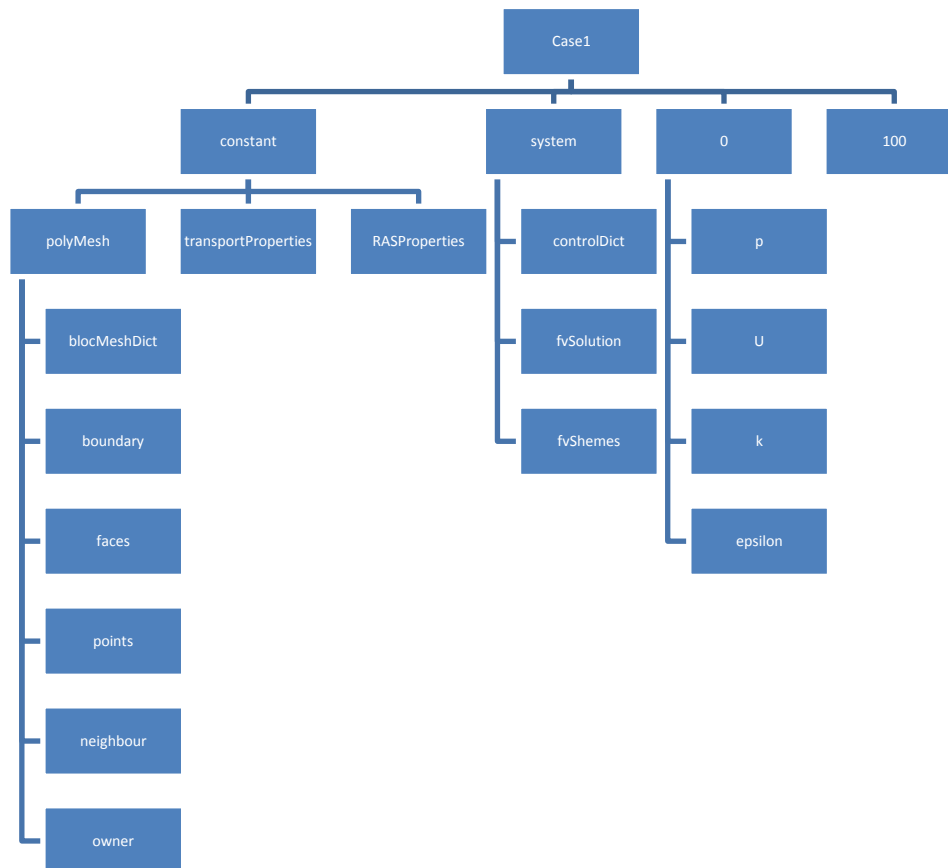 Case1
constant
system
0
100
polyMesh
transportProperties
RASProperties
controlDict
p
blocMeshDict
fvSolution
U
boundary
fvShemes
k
faces
epsilon
points
neighbour
owner